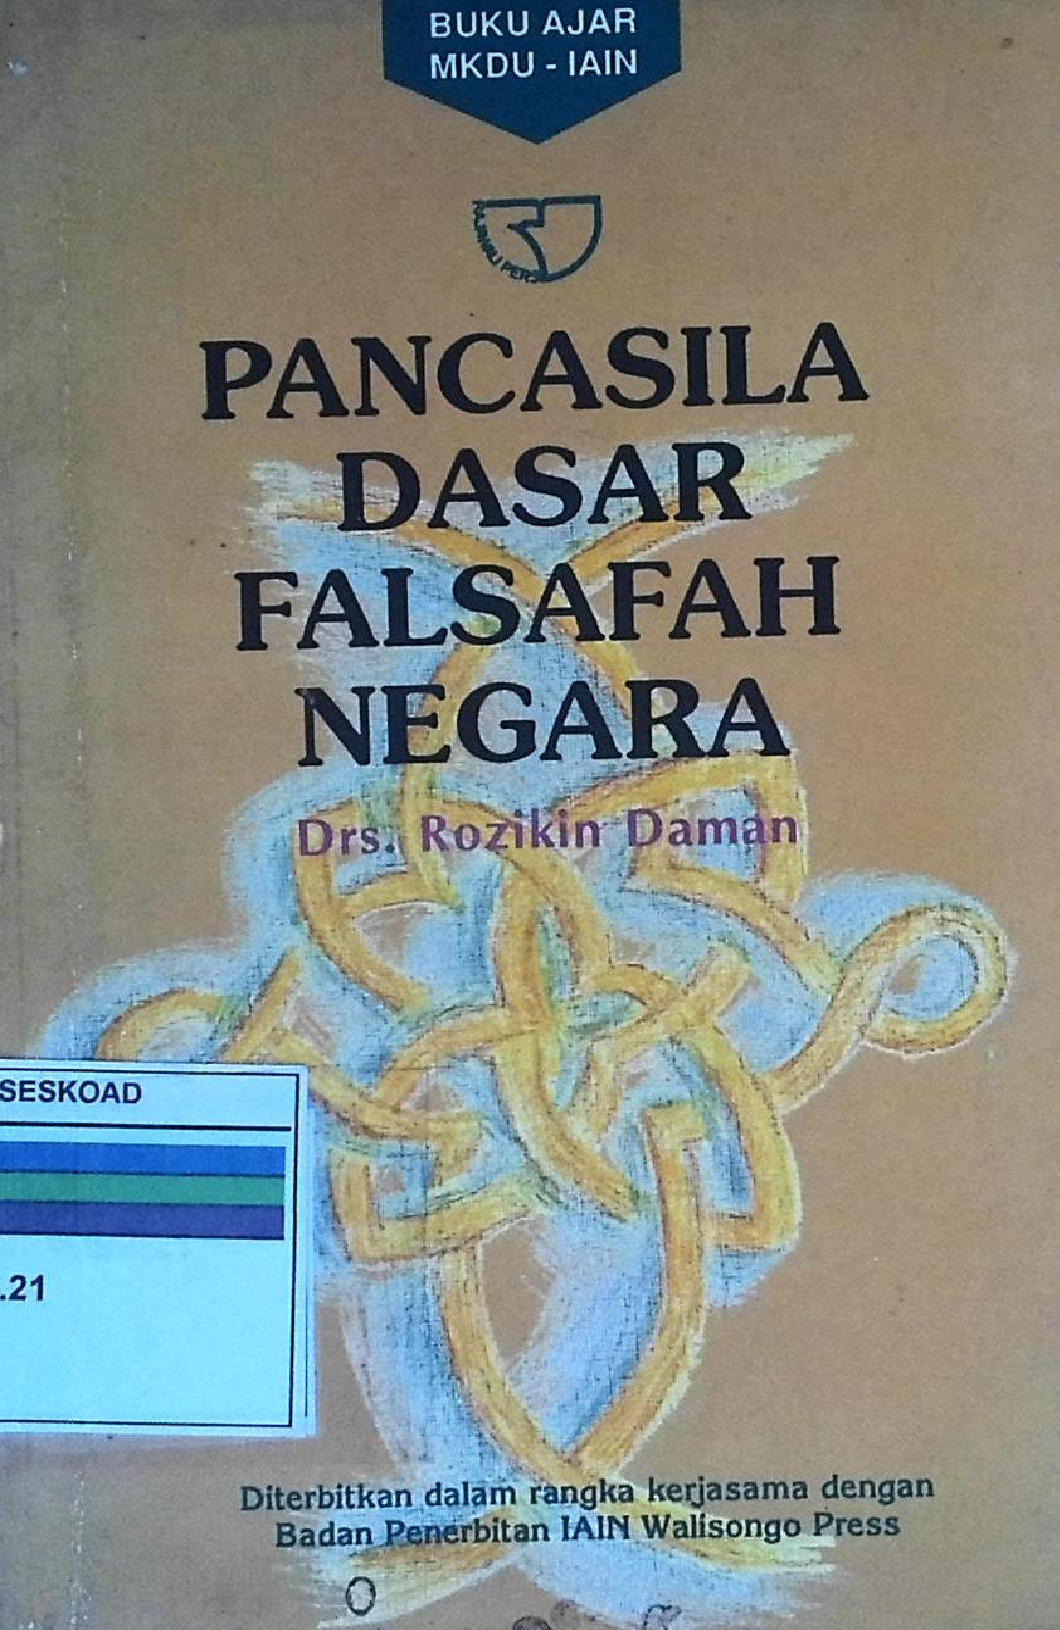 BUKU AJAR
MKDU - IAIN
PANCASILA
DASAR
FALSAFAH
NEGARA
Drs. Rozikin Daman
SESKOAD
.21
Diterbitkan dalam rangka kerjasama dengan
Badan Penerbitan IAIN Walisongo Press